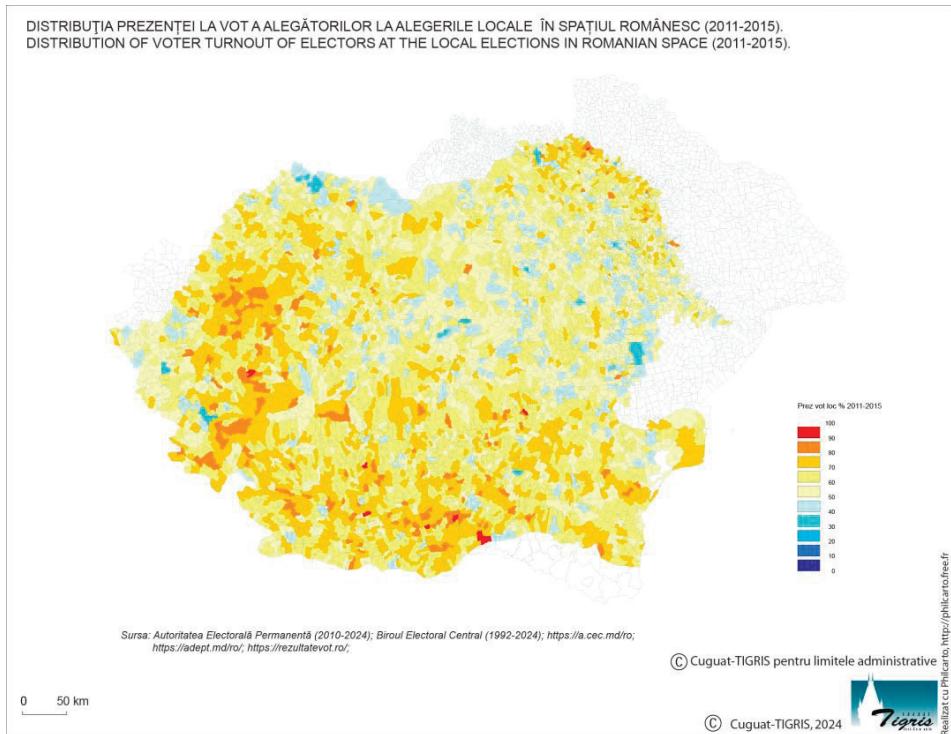 DISTRIBUŢIA PREZENȚEI LA VOT A ALEGĂTORILOR LA ALEGERILE LOCALE ÎN SPAȚIUL ROMÂNESC (2011-2015).
DISTRIBUTION OF VOTER TURNOUT OF ELECTORS AT THE LOCAL ELECTIONS IN ROMANIAN SPACE (2011-2015).
Prez vot loc % 2011-2015
100
90
80
70
60
50
40
30
20
10
0
Sursa: Autoritatea Electorală Permanentă (2010-2024); Biroul Electoral Central (1992-2024); https://a.cec.md/ro;
https://adept.md/ro/; https://rezultatevot.ro/;
© Cuguat-TIGRIS pentru limitele administrative
0 50 km
© Cuguat-TIGRIS, 2024
Tigris
Realizat cu Philcarto, http://philcarto.free.fr